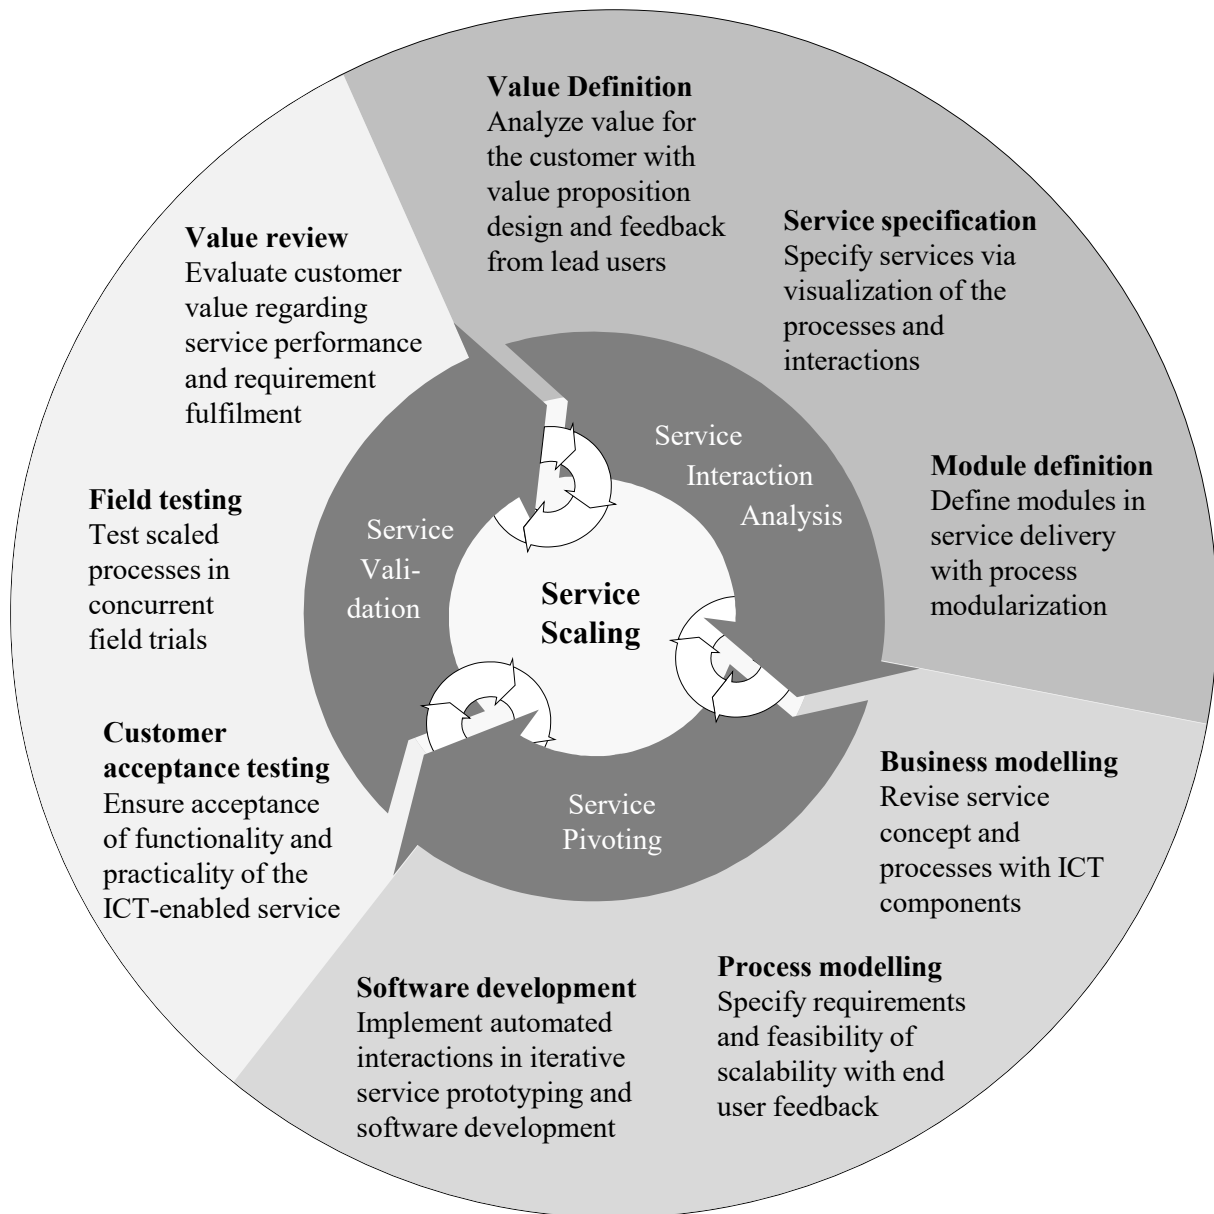 Value Definition
Analyze value for
the customer with
value proposition
design and feedback
from lead users
Service specification
Specify services via
visualization of the
processes and
interactions
Module definition
Define modules in
service delivery
with process
modularization
Business modelling
Revise service
concept and
processes with ICT
components
Process modelling
Specify requirements
and feasibility of
scalability with end
user feedback
Software development
Implement automated
interactions in iterative
service prototyping and
software development
Customer
acceptance testing
Ensure acceptance
of functionality and
practicality of the
ICT-enabled service
Field testing
Test scaled
processes in
concurrent
field trials
Value review
Evaluate customer
value regarding
service performance
and requirement
fulfilment
Service
Interaction
Analysis
Service
Pivoting
Service
Vali-
dation
Service
Scaling